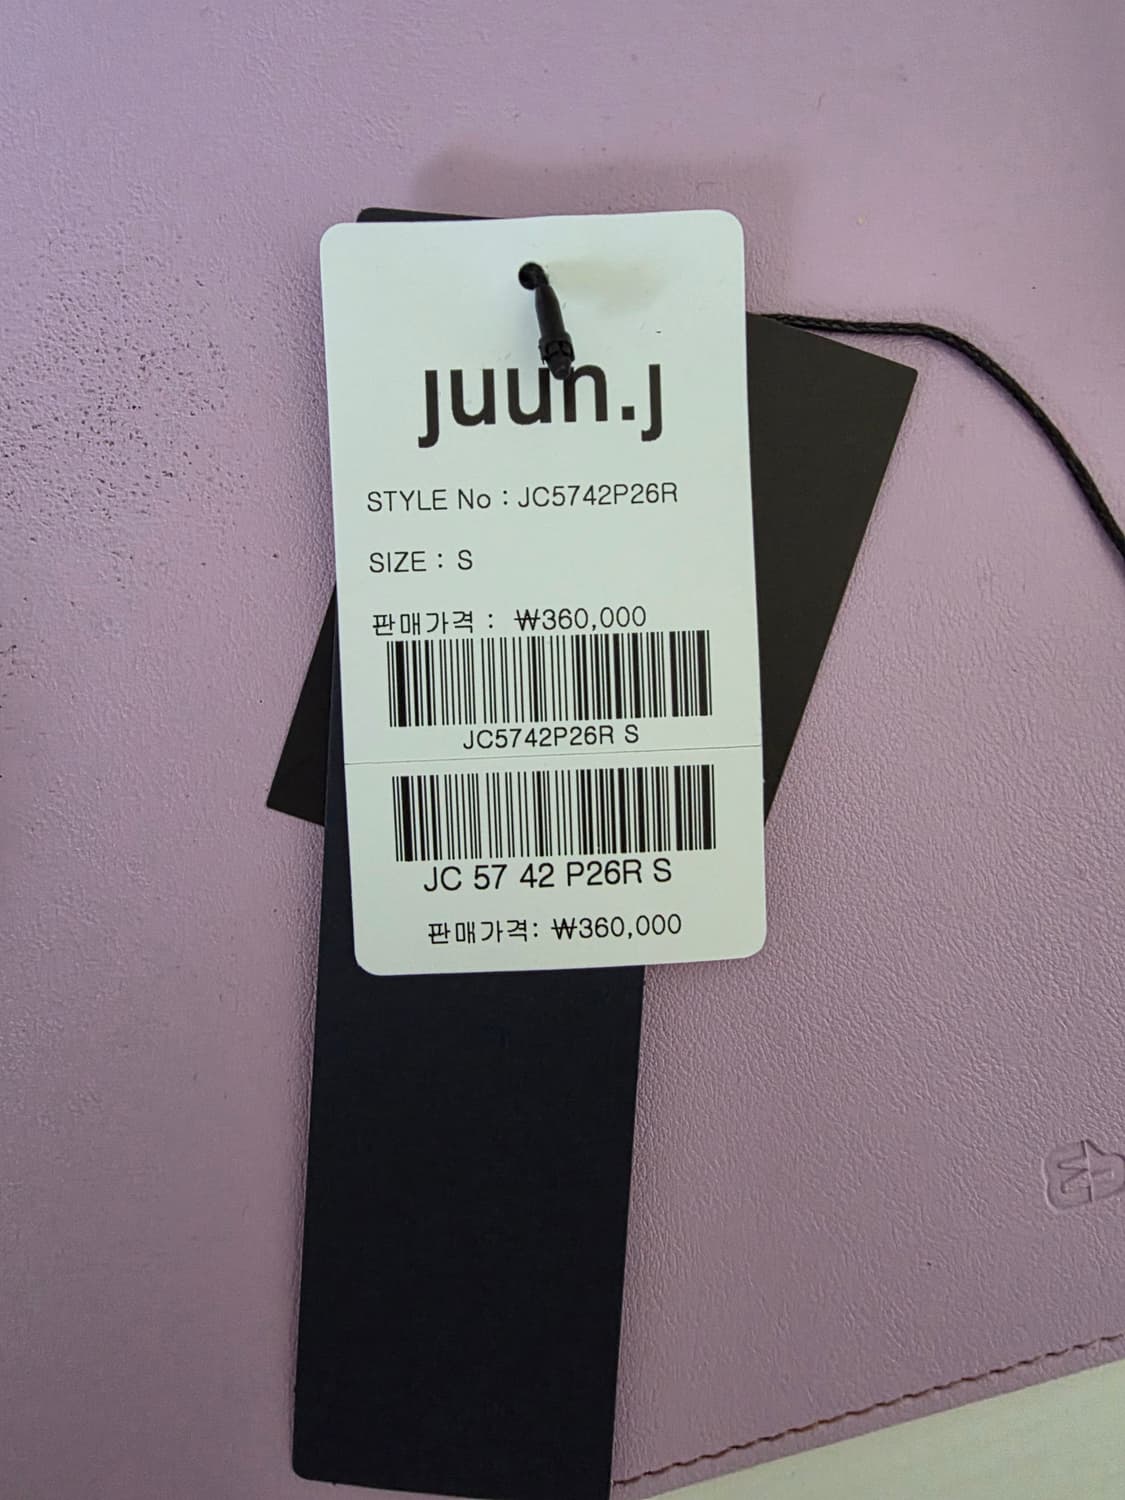 juun.j
STYLE No : JC5742P26R
SIZE : S
판매가격 : ₩360,000
JC5742P26R S
JC 57 42 P26R S
판매가격: ₩360,000